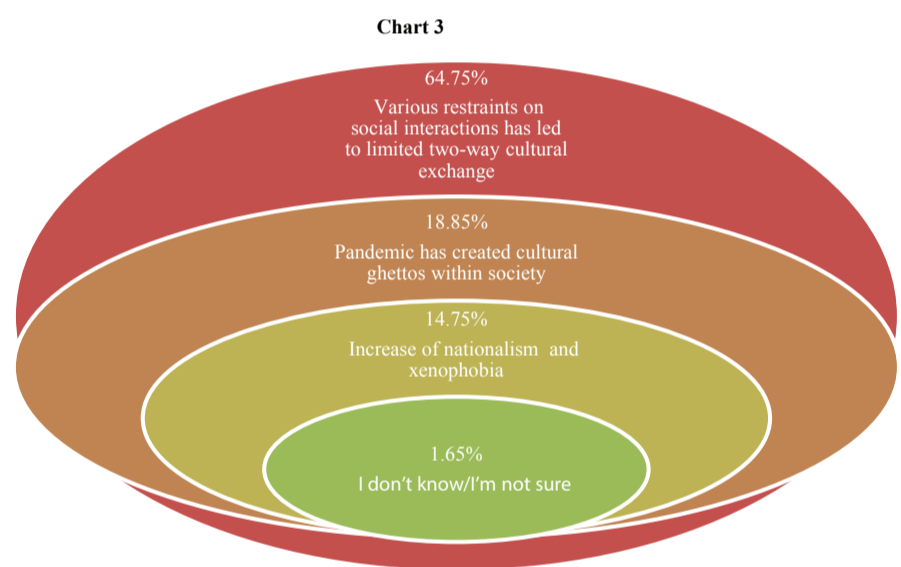 Chart 3
64.75%
Various restraints on
social interactions has led
to limited two-way cultural
exchange
18.85%
Pandemic has created cultural
ghettos within society
14.75%
Increase of nationalism and
xenophobia
1.65%
I don’t know/I’m not sure